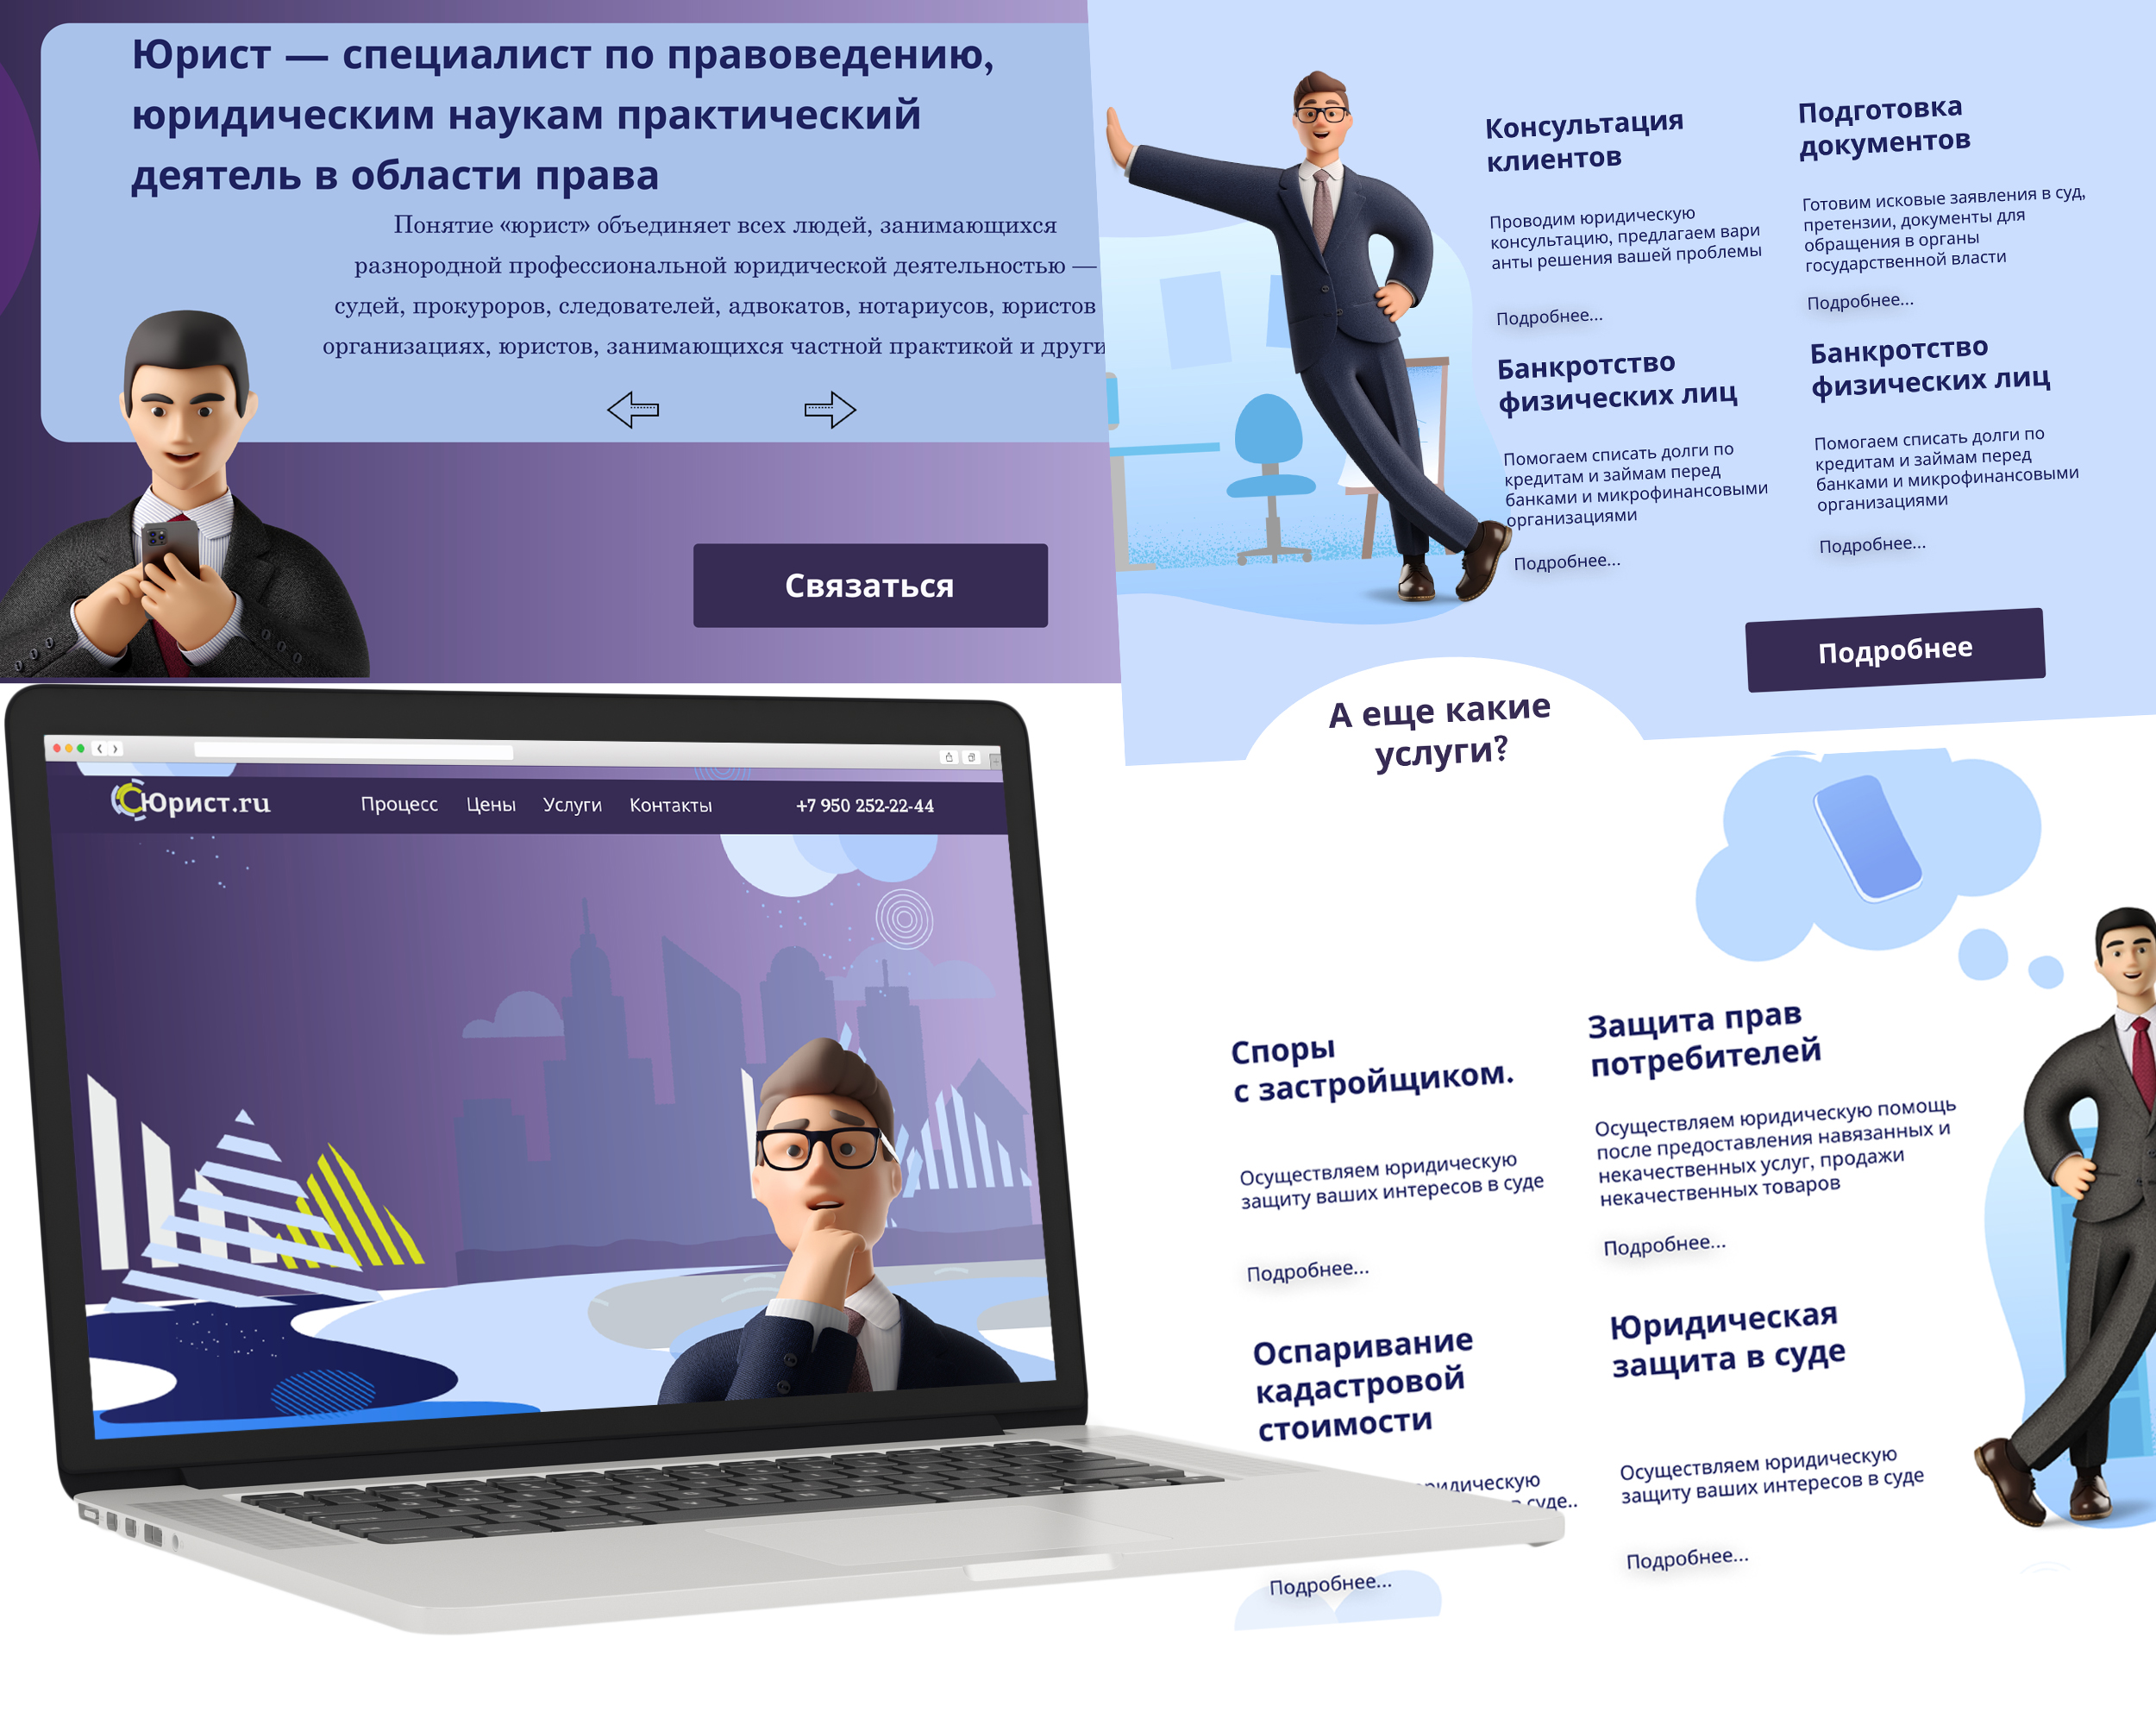 Юрист — специалист по правоведению,
юридическим наукам практический
деятель в области права
Понятие «юрист» объединяет всех людей, занимающихся
разнородной профессиональной юридической деятельностью —
судей, прокуроров, следователей, адвокатов, нотариусов, юристов
организациях, юристов, занимающихся частной практикой и други
Связаться
Консультация
клиентов
Проводим юридическую
консультацию, предлагаем вари
анты решения вашей проблемы
Подробнее...
Подготовка
документов
Готовим исковые заявления в суд,
претензии, документы для
обращения в органы
государственной власти
Подробнее...
Банкротство
физических лиц
Помогаем списать долги по
кредитам и займам перед
банками и микрофинансовыми
организациями
Подробнее...
Банкротство
физических лиц
Помогаем списать долги по
кредитам и займам перед
банками и микрофинансовыми
организациями
Подробнее...
Подробнее
А еще какие
услуги?
Юрист.ru
Процесс Цены Услуги Контакты +7 950 252-22-44
Споры
с застройщиком.
Осуществляем юридическую
защиту ваших интересов в суде
Подробнее...
Защита прав
потребителей
Осуществляем юридическую помощь
после предоставления навязанных и
некачественных услуг, продажи
некачественных товаров
Подробнее...
Оспаривание
кадастровой
стоимости
ридическую
в суде..
Подробнее...
Юридическая
защита в суде
Осуществляем юридическую
защиту ваших интересов в суде
Подробнее...